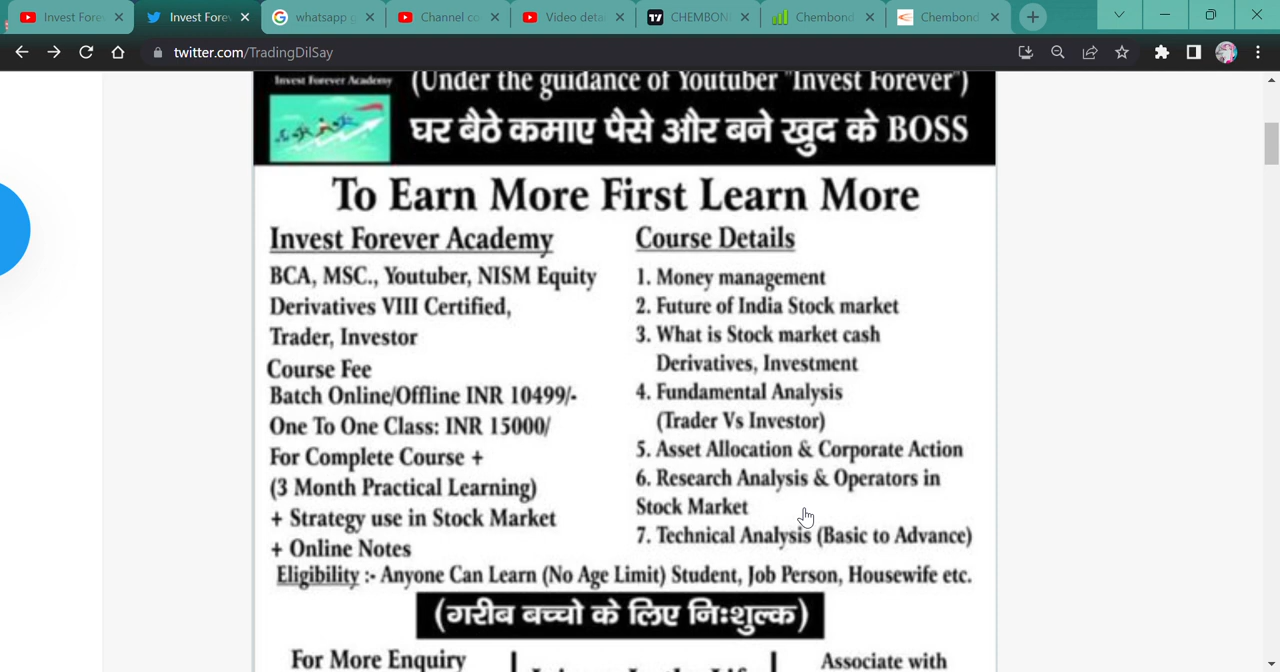 Invest Forev
Invest Forev
whatsapp g
Channel co
Video detai
CHEMBOND
Chembond
Chembond
twitter.com/TradingDilSay
Invest Forever Academy
(Under the guidance of Youtuber "Invest Forever")
घर बैठे कमाए पैसे और बने खुद के BOSS
To Earn More First Learn More
Invest Forever Academy
BCA, MSC., Youtuber, NISM Equity
Derivatives VIII Certified,
Trader, Investor
Course Fee
Batch Online/Offline INR 10499/-
One To One Class: INR 15000/
For Complete Course +
(3 Month Practical Learning)
+ Strategy use in Stock Market
+ Online Notes
Course Details
1. Money management
2. Future of India Stock market
3. What is Stock market cash
Derivatives, Investment
4. Fundamental Analysis
(Trader Vs Investor)
5. Asset Allocation & Corporate Action
6. Research Analysis & Operators in
Stock Market
7. Technical Analysis (Basic to Advance)
Eligibility :- Anyone Can Learn (No Age Limit) Student, Job Person, Housewife etc.
(गरीब बच्चो के लिए निःशुल्क)
For More Enquiry
Associate with